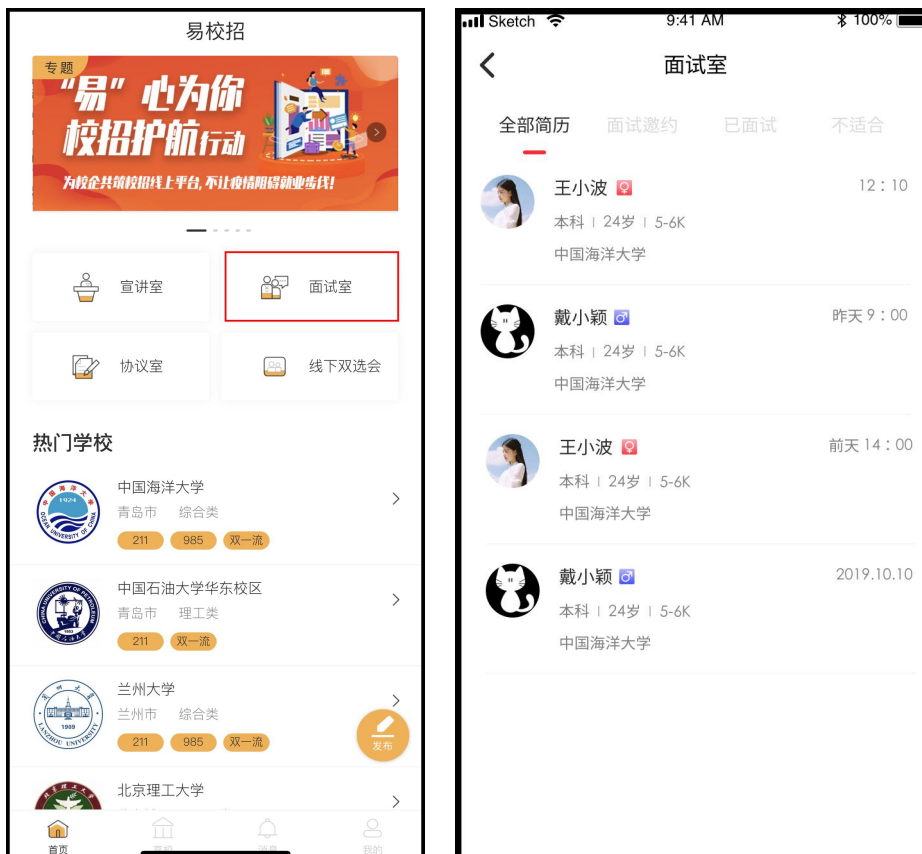 易校招
专题
“易”心为你
校招护航行动
为校企共筑校招线上平台,不让疫情阻碍就业步伐!
宣讲室
面试室
协议室
线下双选会
热门学校
中国海洋大学
青岛市 综合类
211 985 双一流
中国石油大学华东校区
青岛市 理工类
211 双一流
兰州大学
兰州市 综合类
211 985 双一流
发布
北京理工大学
首页
消息
我的
Sketch 9:41 AM 100%
面试室
全部简历 面试邀约 已面试 不适合
王小波 12:10
本科 | 24岁 | 5-6K
中国海洋大学
戴小颖 昨天 9:00
本科 | 24岁 | 5-6K
中国海洋大学
王小波 前天 14:00
本科 | 24岁 | 5-6K
中国海洋大学
戴小颖 2019.10.10
本科 | 24岁 | 5-6K
中国海洋大学